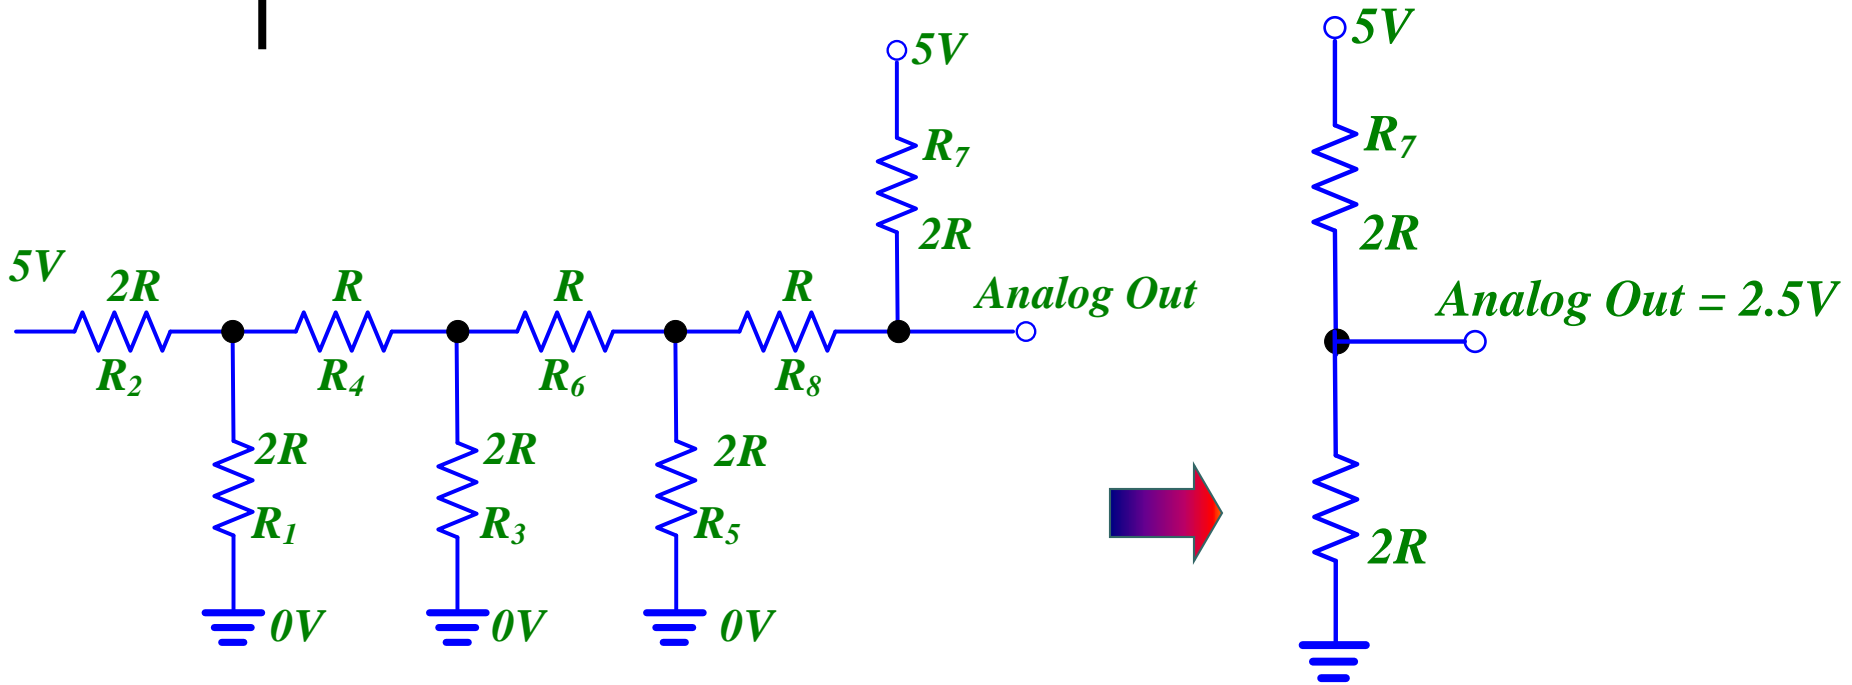 5V
R7
2R
5V
2R
R
R
R
Analog Out
R2
R4
R6
R8
2R
2R
2R
R1
R3
R5
0V
0V
0V
5V
R7
2R
Analog Out = 2.5V
2R